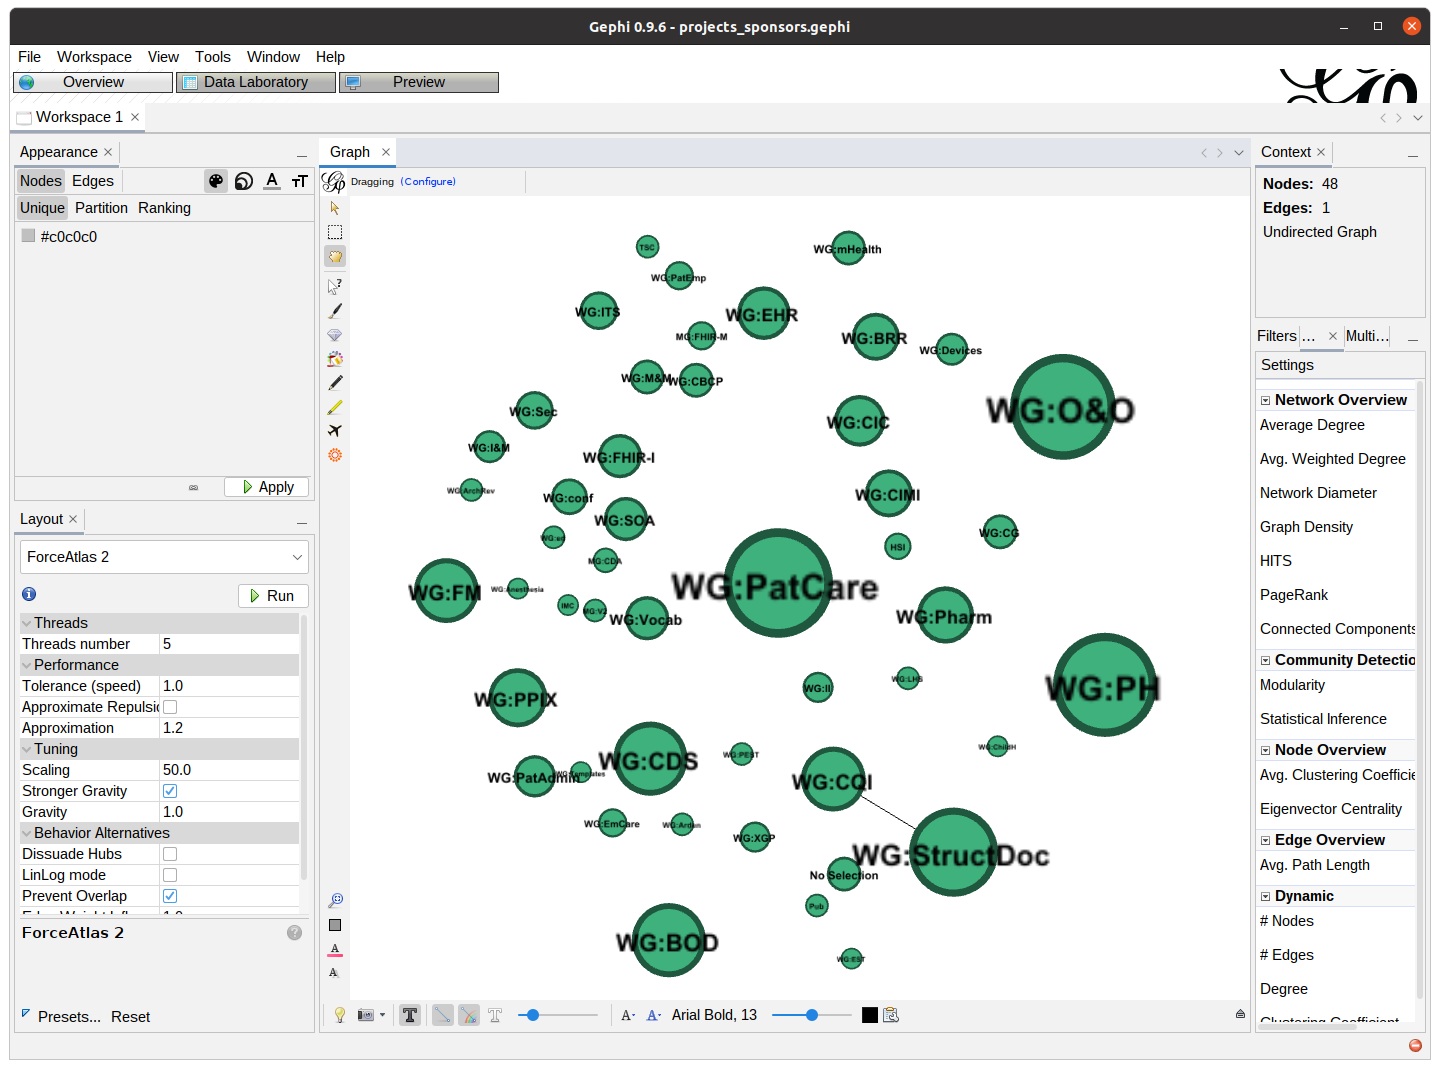 Gephi 0.9.6 - projects_sponsors.gephi
File Workspace View Tools Window Help
Overview Data Laboratory Preview
Workspace 1
Appearance
Nodes Edges
Unique Partition Ranking
#c0c0c0
Apply
Layout
ForceAtlas 2
Run
Threads
Threads number 5
Performance
Tolerance (speed) 1.0
Approximate Repulsic
Approximation 1.2
Tuning
Scaling 50.0
Stronger Gravity
Gravity 1.0
Behavior Alternatives
Dissuade Hubs
LinLog mode
Prevent Overlap
ForceAtlas 2
Presets... Reset
Graph
Dragging (Configure)
TSC
WG:mHealth
WG:PatEmp
WG:ITS
WG:EHR
MG:FHIR-M
WG:BRR
WG:Devices
WG:M&M
WG:CBCP
WG:Sec
WG:O&O
WG:CIC
WG:I&M
WG:FHIR-I
WG:ArchRev
WG:conf
WG:CIMI
WG:SOA
WG:CG
WG:ed
HSI
MG:CDA
WG:FM
WG:Anesthesia
WG:PatCare
IMC
MG:V2
WG:Vocab
WG:Pharm
WG:LHS
WG:II
WG:PH
WG:PPIX
WG:ChildH
WG:PEST
WG:CDS
WG:PatAdmin
WG:Templates
WG:CQI
WG:EmCare
WG:Arden
WG:XGP
WG:StructDoc
No Selection
Pub
WG:BOD
WG:EST
Arial Bold, 13
Context
Nodes: 48
Edges: 1
Undirected Graph
Filters ... Multi...
Settings
Network Overview
Average Degree
Avg. Weighted Degree
Network Diameter
Graph Density
HITS
PageRank
Connected Components
Community Detectio
Modularity
Statistical Inference
Node Overview
Avg. Clustering Coefficie
Eigenvector Centrality
Edge Overview
Avg. Path Length
Dynamic
# Nodes
# Edges
Degree